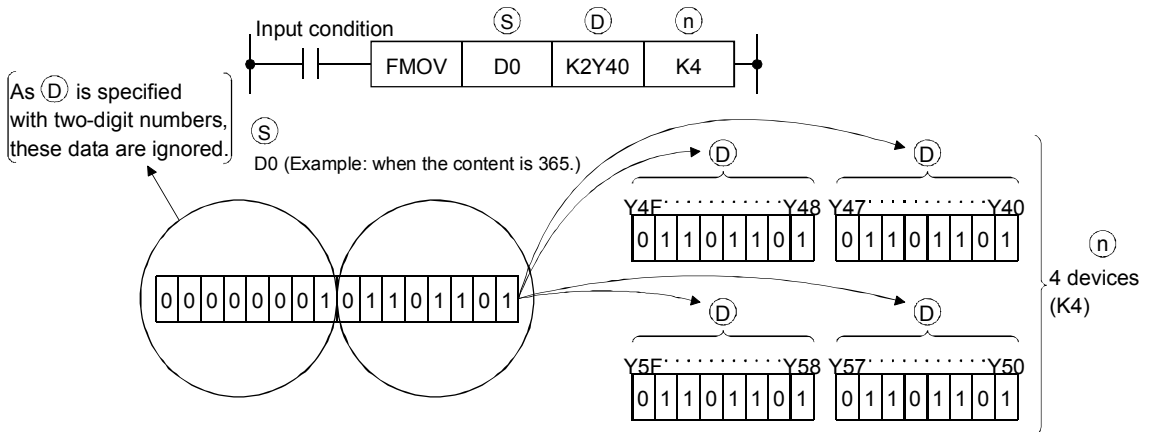 Input condition
Ⓢ Ⓓ ⓝ
FMOV D0 K2Y40 K4
As Ⓓ is specified
with two-digit numbers,
these data are ignored.
Ⓢ
D0 (Example: when the content is 365.)
0 0 0 0 0 0 0 1 0 1 1 0 1 1 0 1
Ⓓ Ⓓ
Y4F Y48 Y47 Y40
0 1 1 0 1 1 0 1 0 1 1 0 1 1 0 1
Ⓓ Ⓓ
Y5F Y58 Y57 Y50
0 1 1 0 1 1 0 1 0 1 1 0 1 1 0 1
ⓝ
4 devices
(K4)